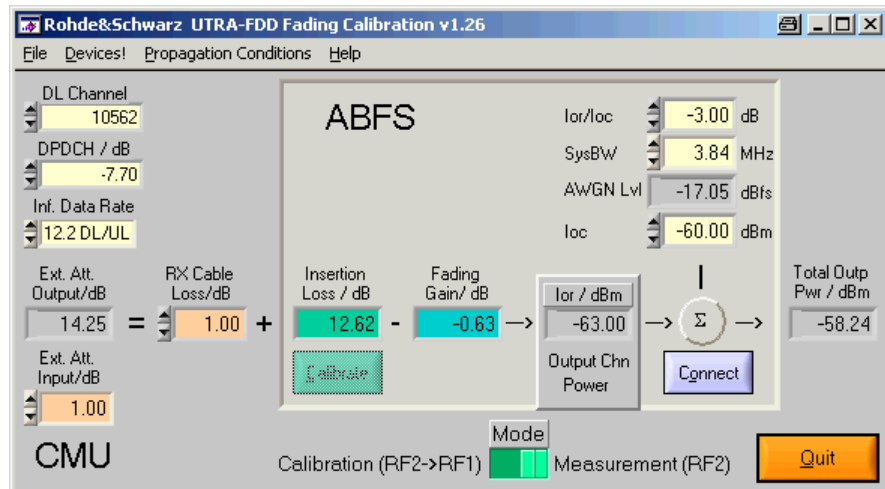 Rohde&Schwarz UTRA-FDD Fading Calibration v1.26
File Devices! Propagation Conditions Help
DL Channel
10562
DPDCH / dB
-7.70
Inf. Data Rate
12.2 DL/UL
ABFS
Ior/Ioc -3.00 dB
SysBW 3.84 MHz
AWGN Lvl -17.05 dBfs
Ioc -60.00 dBm
Ext. Att.
Output/dB
14.25
=
RX Cable
Loss/dB
1.00
+
Insertion
Loss / dB
12.62
-
Fading
Gain/ dB
-0.63
Ior / dBm
-63.00
Output Chn
Power
Σ
Total Outp
Pwr / dBm
-58.24
Ext. Att.
Input/dB
1.00
Calibrate
Connect
CMU
Mode
Calibration (RF2->RF1) Measurement (RF2)
Quit